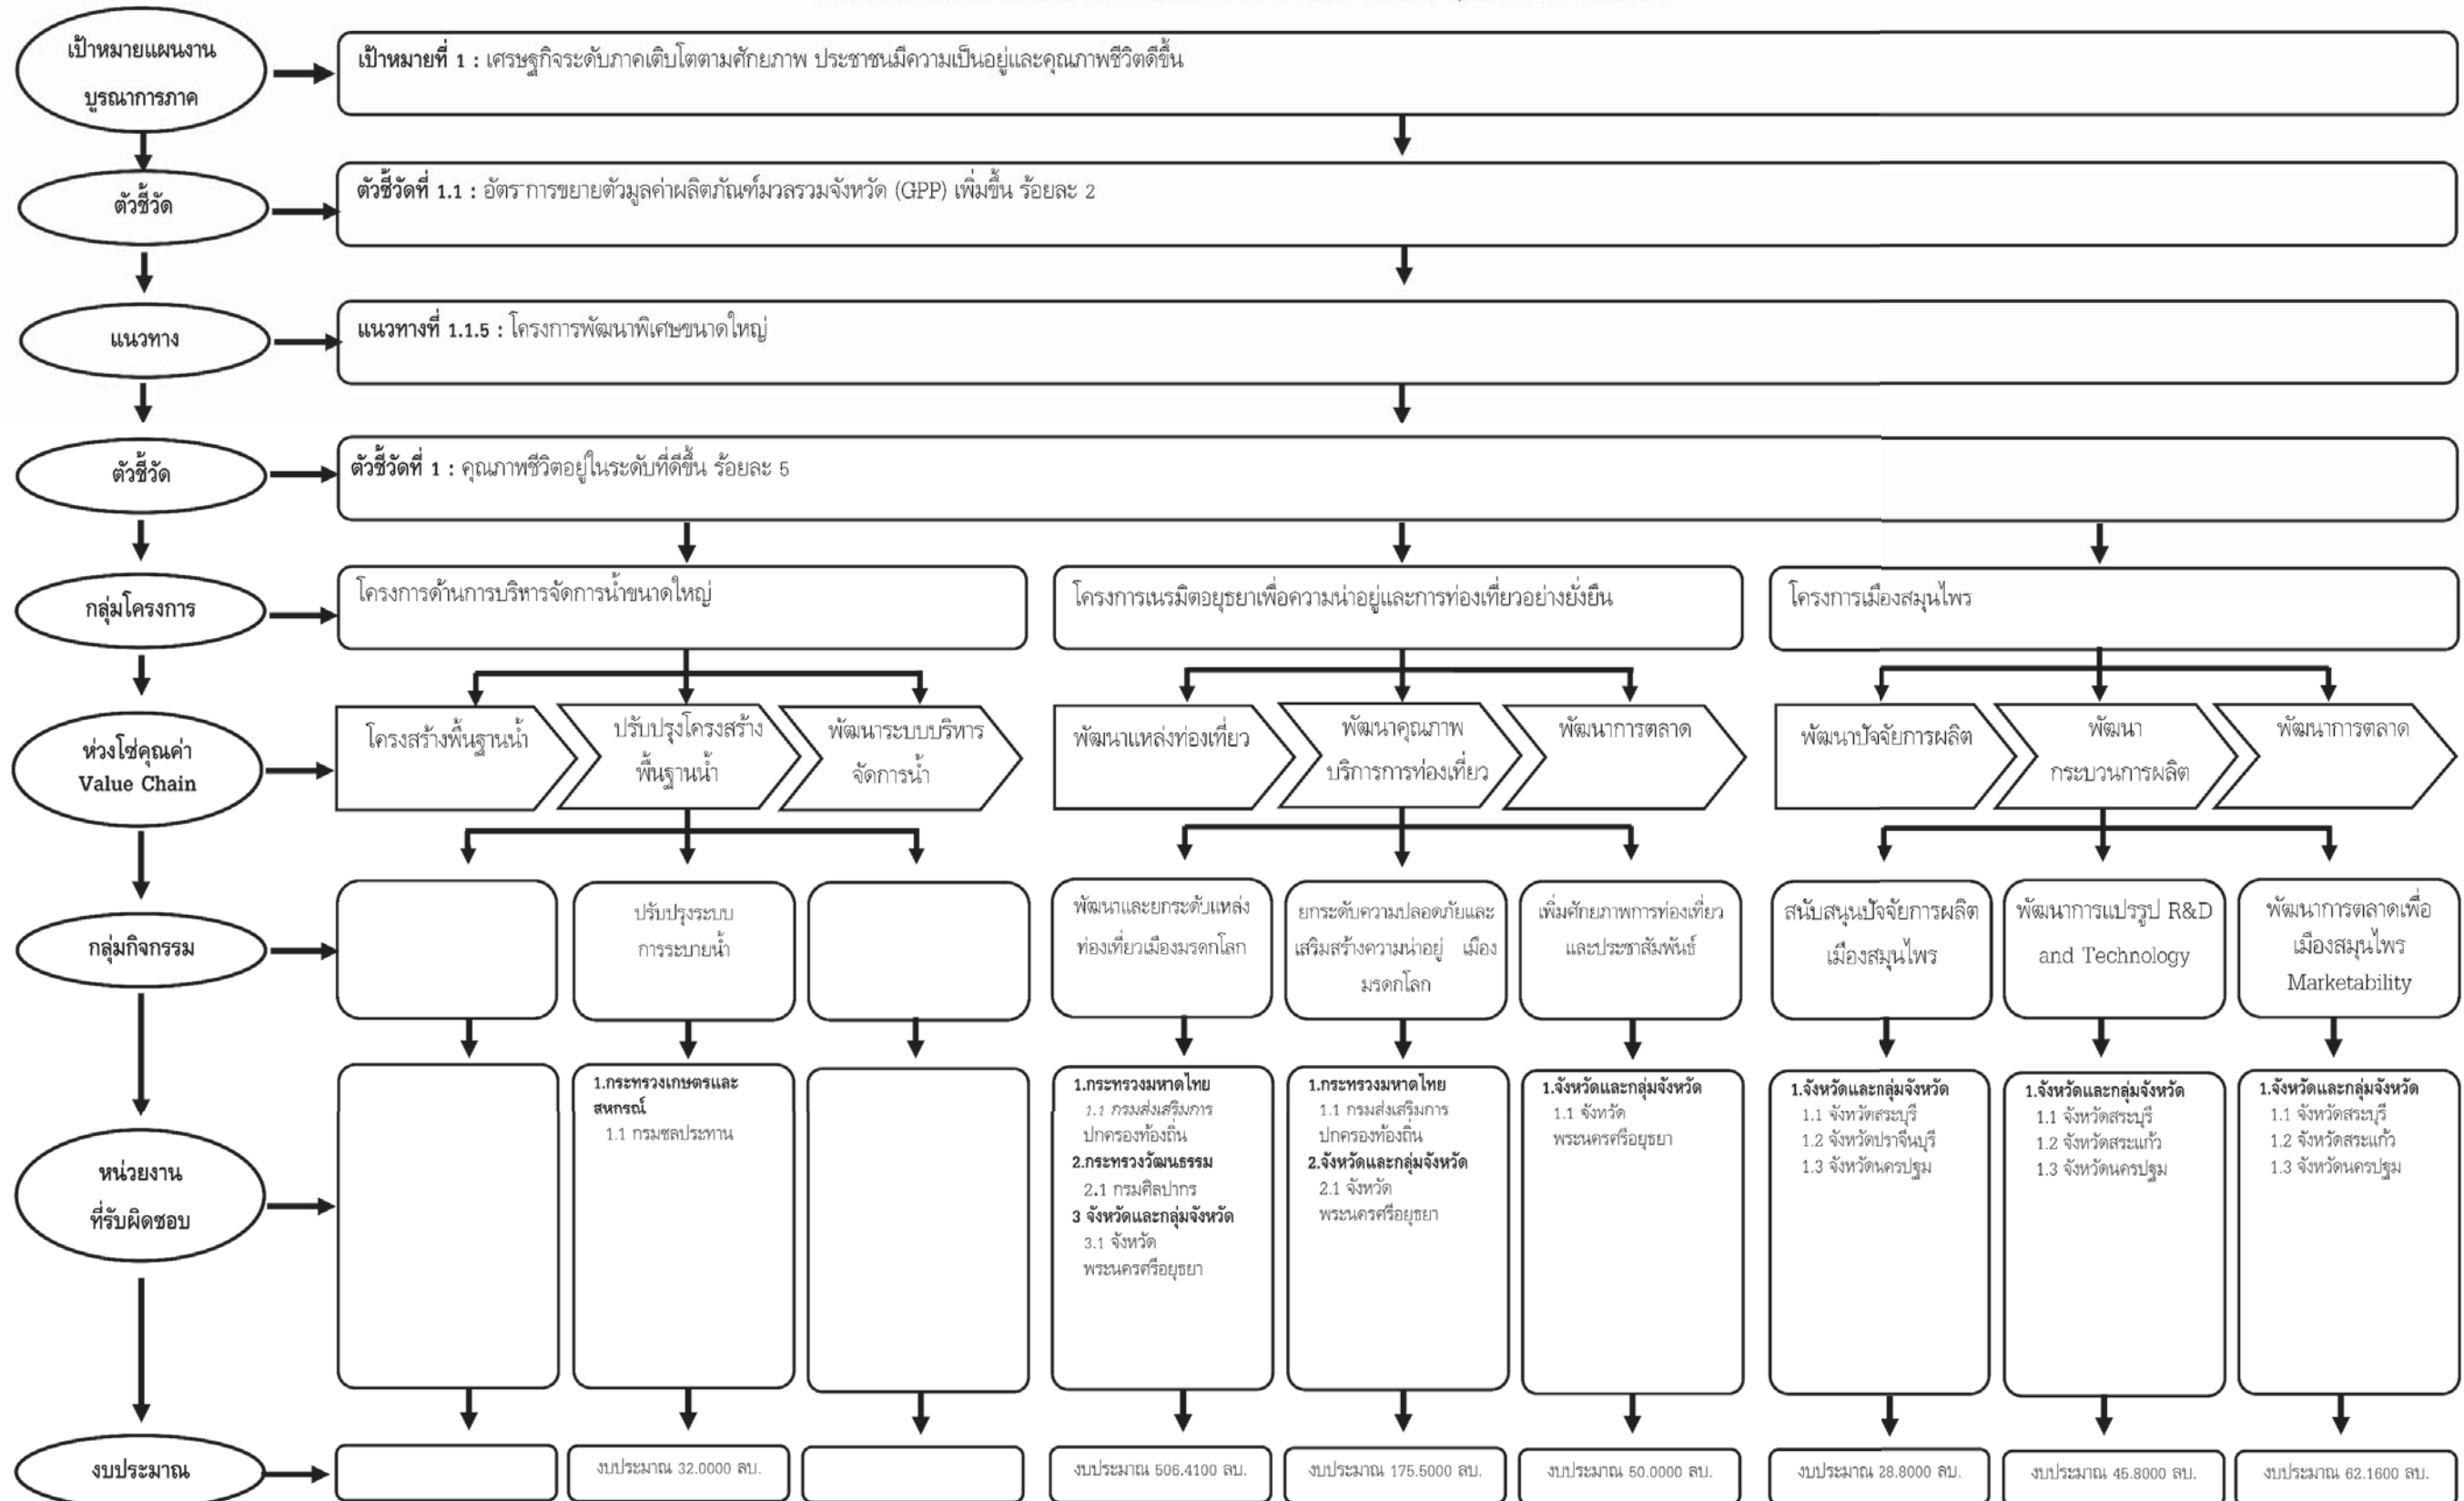 เป้าหมายแผนงาน
บูรณาการภาค
เป้าหมายที่ 1 : เศรษฐกิจระดับภาคเติบโตตามศักยภาพ ประชาชนมีความเป็นอยู่และคุณภาพชีวิตดีขึ้น
ตัวชี้วัด
ตัวชี้วัดที่ 1.1 : อัตราการขยายตัวมูลค่าผลิตภัณฑ์มวลรวมจังหวัด (GPP) เพิ่มขึ้น ร้อยละ 2
แนวทาง
แนวทางที่ 1.1.5 : โครงการพัฒนาพิเศษขนาดใหญ่
ตัวชี้วัด
ตัวชี้วัดที่ 1 : คุณภาพชีวิตอยู่ในระดับที่ดีขึ้น ร้อยละ 5
กลุ่มโครงการ
โครงการด้านการบริหารจัดการน้ำขนาดใหญ่
โครงการเนรมิตอยุธยาเพื่อความน่าอยู่และการท่องเที่ยวอย่างยั่งยืน
โครงการเมืองสมุนไพร
ห่วงโซ่คุณค่า
Value Chain
โครงสร้างพื้นฐานน้ำ
ปรับปรุงโครงสร้าง
พื้นฐานน้ำ
พัฒนาระบบบริหาร
จัดการน้ำ
พัฒนาแหล่งท่องเที่ยว
พัฒนาคุณภาพ
บริการการท่องเที่ยว
พัฒนาการตลาด
พัฒนาปัจจัยการผลิต
พัฒนา
กระบวนการผลิต
พัฒนาการตลาด
กลุ่มกิจกรรม
ปรับปรุงระบบ
การระบายน้ำ
พัฒนาและยกระดับแหล่ง
ท่องเที่ยวเมืองมรดกโลก
ยกระดับความปลอดภัยและ
เสริมสร้างความน่าอยู่ เมือง
มรดกโลก
เพิ่มศักยภาพการท่องเที่ยว
และประชาสัมพันธ์
สนับสนุนปัจจัยการผลิต
เมืองสมุนไพร
พัฒนาการแปรรูป R&D
and Technology
พัฒนาการตลาดเพื่อ
เมืองสมุนไพร
Marketability
หน่วยงาน
ที่รับผิดชอบ
1.กระทรวงเกษตรและ
สหกรณ์
1.1 กรมชลประทาน
1.กระทรวงมหาดไทย
1.1 กรมส่งเสริมการ
ปกครองท้องถิ่น
2.กระทรวงวัฒนธรรม
2.1 กรมศิลปากร
3 จังหวัดและกลุ่มจังหวัด
3.1 จังหวัด
พระนครศรีอยุธยา
1.กระทรวงมหาดไทย
1.1 กรมส่งเสริมการ
ปกครองท้องถิ่น
2.จังหวัดและกลุ่มจังหวัด
2.1 จังหวัด
พระนครศรีอยุธยา
1.จังหวัดและกลุ่มจังหวัด
1.1 จังหวัด
พระนครศรีอยุธยา
1.จังหวัดและกลุ่มจังหวัด
1.1 จังหวัดสระบุรี
1.2 จังหวัดปราจีนบุรี
1.3 จังหวัดนครปฐม
1.จังหวัดและกลุ่มจังหวัด
1.1 จังหวัดสระบุรี
1.2 จังหวัดสระแก้ว
1.3 จังหวัดนครปฐม
1.จังหวัดและกลุ่มจังหวัด
1.1 จังหวัดสระบุรี
1.2 จังหวัดสระแก้ว
1.3 จังหวัดนครปฐม
งบประมาณ
งบประมาณ 32.0000 ลบ.
งบประมาณ 506.4100 ลบ.
งบประมาณ 175.5000 ลบ.
งบประมาณ 50.0000 ลบ.
งบประมาณ 28.8000 ลบ.
งบประมาณ 45.8000 ลบ.
งบประมาณ 62.1600 ลบ.